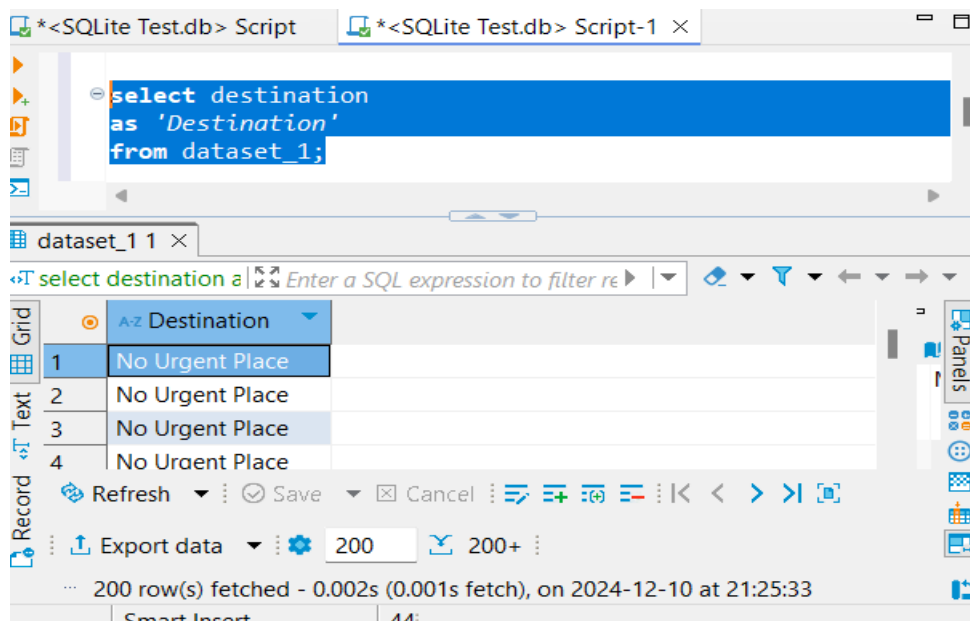 *<SQLite Test.db> Script *<SQLite Test.db> Script-1
select destination
as 'Destination'
from dataset_1;
dataset_1 1
select destination a Enter a SQL expression to filter re
Grid
Text
Record
Panels
A-Z Destination
1 No Urgent Place
2 No Urgent Place
3 No Urgent Place
4 No Urgent Place
Refresh Save Cancel
Export data 200 200+
200 row(s) fetched - 0.002s (0.001s fetch), on 2024-12-10 at 21:25:33
Smart Insert 44: